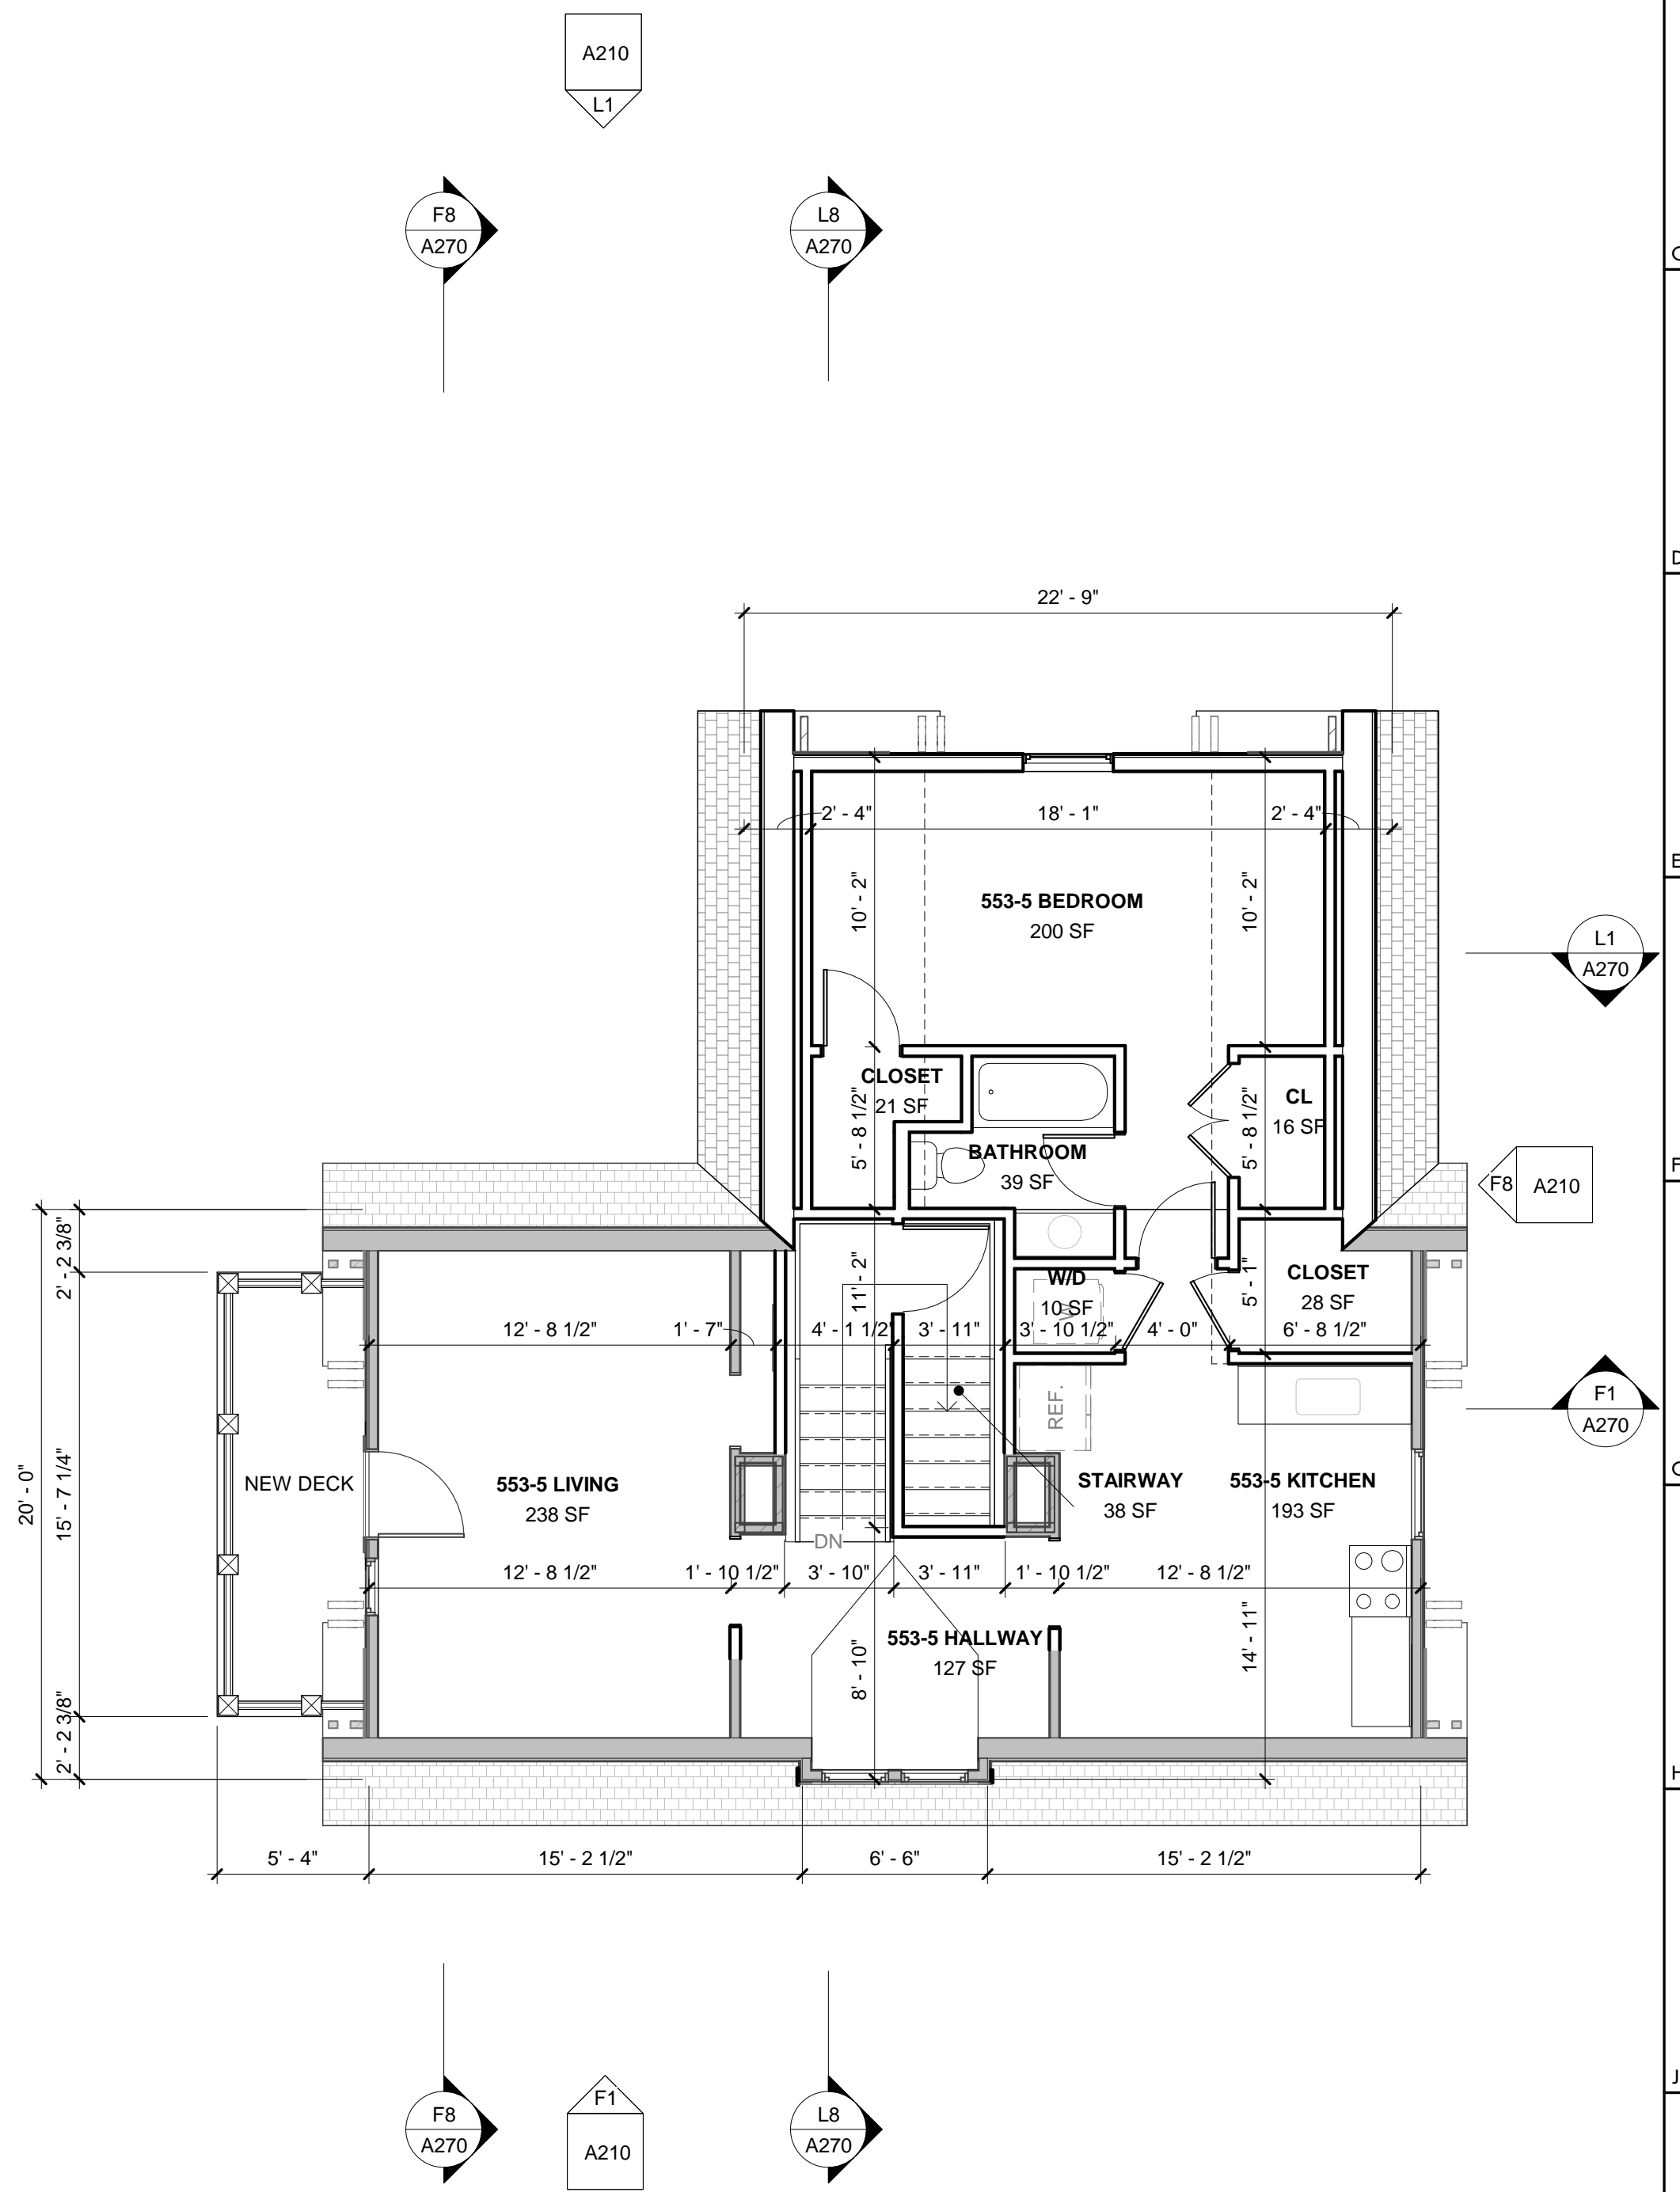 A210
L1
F8
A270
L8
A270
C
D
22' - 9"
2' - 4"
18' - 1"
2' - 4"
E
10' - 2"
553-5 BEDROOM
200 SF
10' - 2"
L1
A270
CLOSET
21 SF
5' - 8 1/2"
BATHROOM
39 SF
5' - 8 1/2"
CL
16 SF
F
F8
A210
2' - 2 3/8"
11' - 2"
W/D
10 SF
W
5' - 1"
CLOSET
28 SF
12' - 8 1/2"
1' - 7"
4' - 1 1/2"
3' - 11"
3' - 10 1/2"
4' - 0"
6' - 8 1/2"
REF.
F1
A270
G
20' - 0"
15' - 7 1/4"
NEW DECK
553-5 LIVING
238 SF
STAIRWAY
38 SF
553-5 KITCHEN
193 SF
DN
12' - 8 1/2"
1' - 10 1/2"
3' - 10"
3' - 11"
1' - 10 1/2"
12' - 8 1/2"
8' - 10"
553-5 HALLWAY
127 SF
14' - 11"
2' - 2 3/8"
H
5' - 4"
15' - 2 1/2"
6' - 6"
15' - 2 1/2"
J
F8
A270
F1
A210
L8
A270